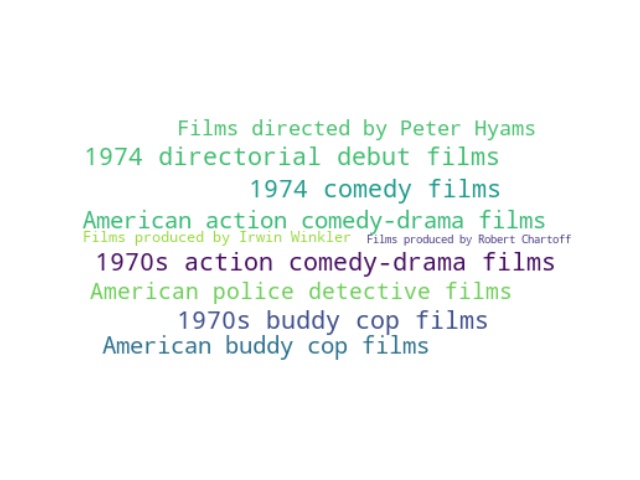 Films directed by Peter Hyams
1974 directorial debut films
1974 comedy films
American action comedy-drama films
Films produced by Irwin Winkler
Films produced by Robert Chartoff
1970s action comedy-drama films
American police detective films
1970s buddy cop films
American buddy cop films